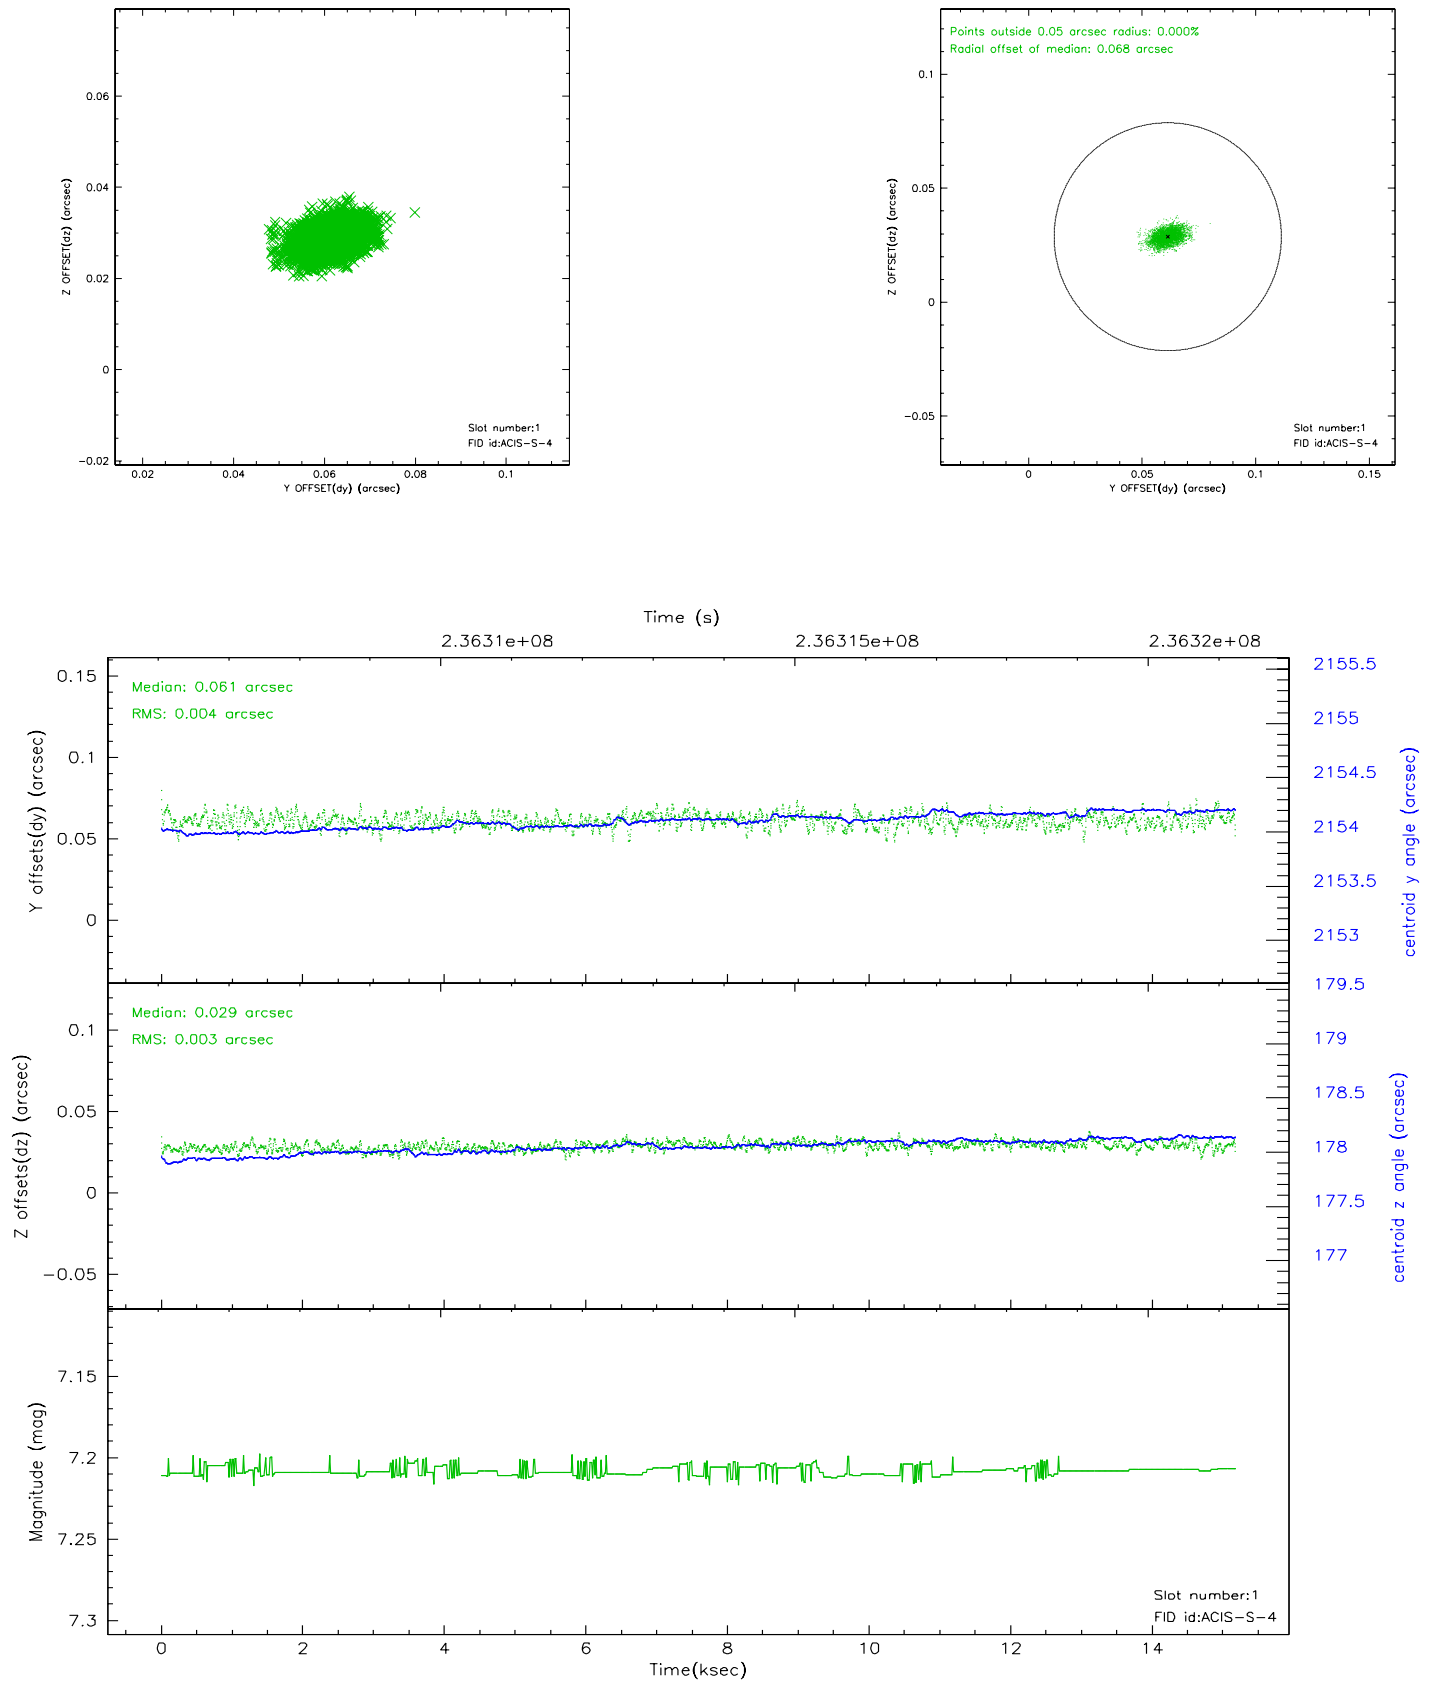 0.06
0.04
0.02
0
-0.02
Z OFFSET(dz) (arcsec)
Slot number:1
FID id:ACIS-S-4
0.02 0.04 0.06 0.08 0.1
Y OFFSET(dy) (arcsec)
Points outside 0.05 arcsec radius: 0.000%
Radial offset of median: 0.068 arcsec
0.1
0.05
0
-0.05
Z OFFSET(dz) (arcsec)
Slot number:1
FID id:ACIS-S-4
0 0.05 0.1 0.15
Y OFFSET(dy) (arcsec)
Time (s)
2.3631e+08 2.36315e+08 2.3632e+08
Median: 0.061 arcsec
RMS: 0.004 arcsec
0.15
0.1
0.05
0
Y offsets(dy) (arcsec)
2155.5
2155
2154.5
2154
2153.5
2153
centroid y angle (arcsec)
Median: 0.029 arcsec
RMS: 0.003 arcsec
0.1
0.05
0
-0.05
Z offsets(dz) (arcsec)
179.5
179
178.5
178
177.5
177
centroid z angle (arcsec)
7.15
7.2
7.25
7.3
Magnitude (mag)
Slot number:1
FID id:ACIS-S-4
0 2 4 6 8 10 12 14
Time(ksec)